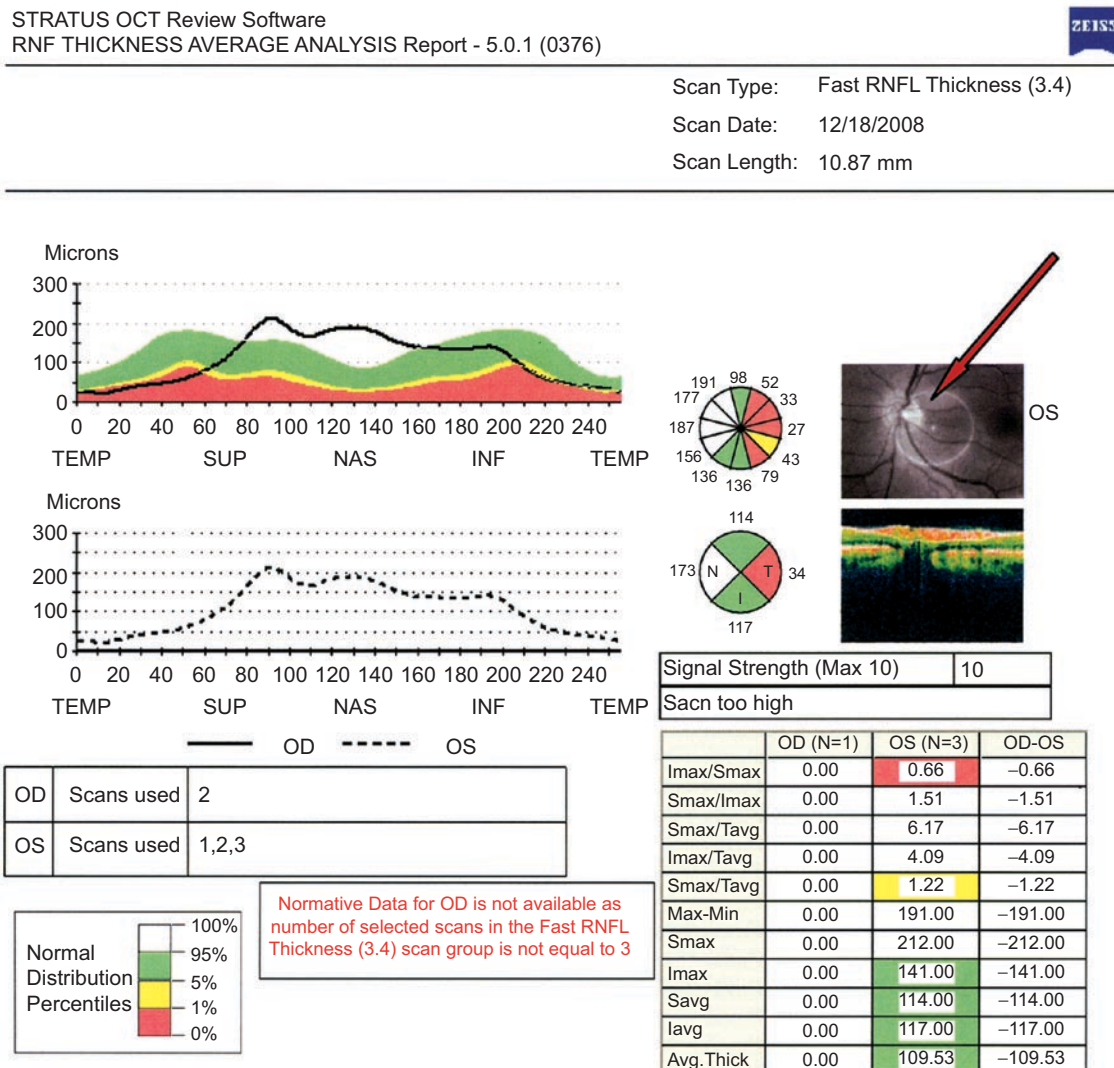 STRATUS OCT Review Software
RNF THICKNESS AVERAGE ANALYSIS Report - 5.0.1 (0376)
ZEISS
Scan Type: Fast RNFL Thickness (3.4)
Scan Date: 12/18/2008
Scan Length: 10.87 mm
Microns
300
200
100
0
0 20 40 60 80 100 120 140 160 180 200 220 240
TEMP SUP NAS INF TEMP
Microns
300
200
100
0
0 20 40 60 80 100 120 140 160 180 200 220 240
TEMP SUP NAS INF TEMP
OD OS
191 98 52
177 33
187 27
156 43
136 136 79
114
173 N T 34
I
117
OS
Signal Strength (Max 10) 10
Sacn too high
OD Scans used 2
OS Scans used 1,2,3
Normal
Distribution
Percentiles
100%
95%
5%
1%
0%
Normative Data for OD is not available as
number of selected scans in the Fast RNFL
Thickness (3.4) scan group is not equal to 3
OD (N=1) OS (N=3) OD-OS
Imax/Smax 0.00 0.66 –0.66
Smax/Imax 0.00 1.51 –1.51
Smax/Tavg 0.00 6.17 –6.17
Imax/Tavg 0.00 4.09 –4.09
Smax/Tavg 0.00 1.22 –1.22
Max-Min 0.00 191.00 –191.00
Smax 0.00 212.00 –212.00
Imax 0.00 141.00 –141.00
Savg 0.00 114.00 –114.00
Iavg 0.00 117.00 –117.00
Avg.Thick 0.00 109.53 –109.53